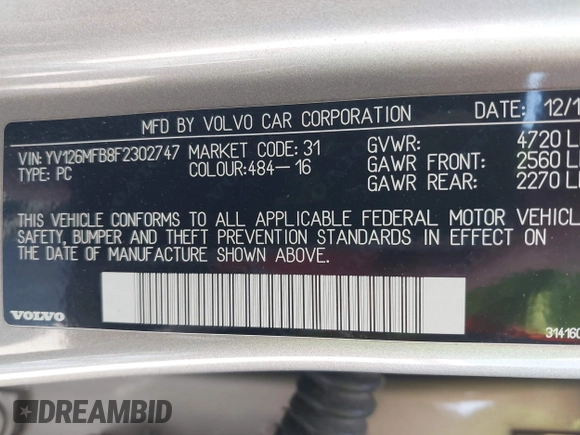 MFD BY VOLVO CAR CORPORATION DATE: 12/1
VIN: YV126MFB8F2302747 MARKET CODE: 31 GVWR: 4720 L
TYPE: PC COLOUR:484-16 GAWR FRONT: 2560 L
GAWR REAR: 2270 L
THIS VEHICLE CONFORMS TO ALL APPLICABLE FEDERAL MOTOR VEHICL
SAFETY, BUMPER AND THEFT PREVENTION STANDARDS IN EFFECT ON
THE DATE OF MANUFACTURE SHOWN ABOVE.
VOLVO
314160
DREAMBID